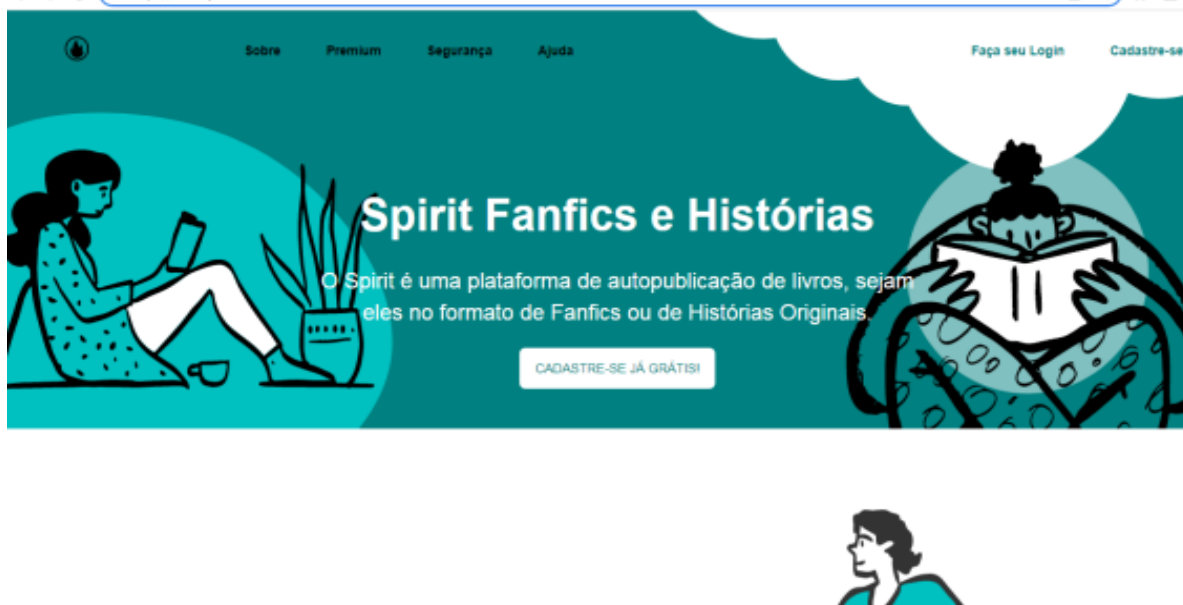 Sobre Premium Segurança Ajuda Faça seu Login Cadastre-se
Spirit Fanfics e Histórias
O Spirit é uma plataforma de autopublicação de livros, sejam
eles no formato de Fanfics ou de Histórias Originais.
CADASTRE-SE JÁ GRÁTIS!